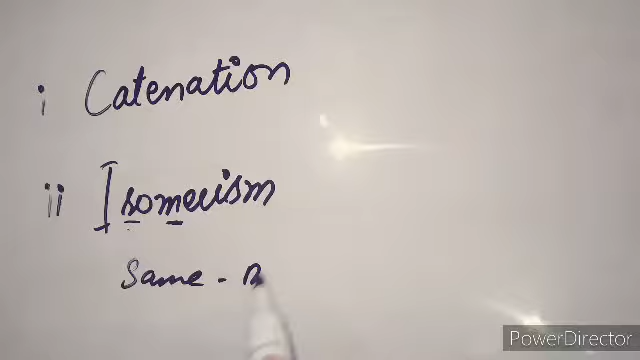 i Catenation
ii Isomerism
Same -
PowerDirector